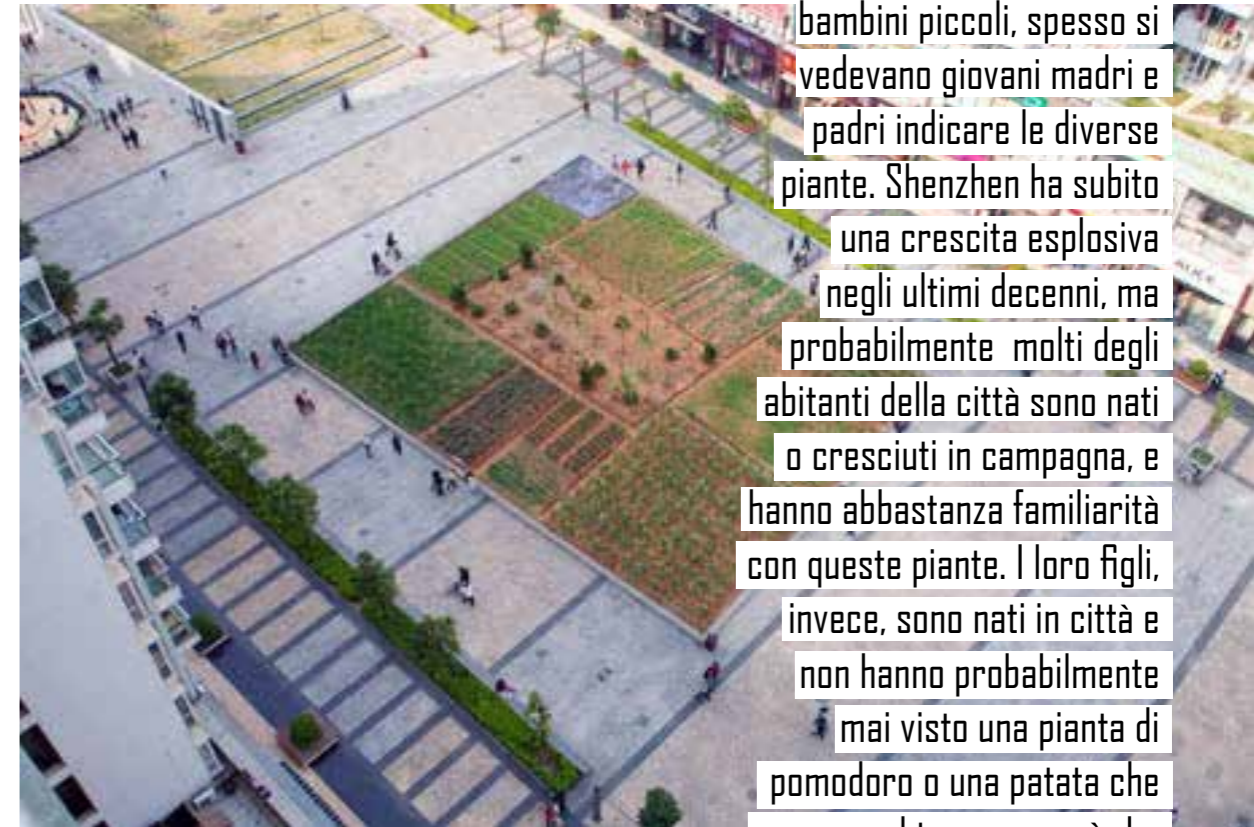 bambini piccoli, spesso si
vedevano giovani madri e
padri indicare le diverse
piante. Shenzhen ha subito
una crescita esplosiva
negli ultimi decenni, ma
probabilmente molti degli
abitanti della città sono nati
o cresciuti in campagna, e
hanno abbastanza familiarità
con queste piante. I loro figli,
invece, sono nati in città e
non hanno probabilmente
mai visto una pianta di
pomodoro o una patata che